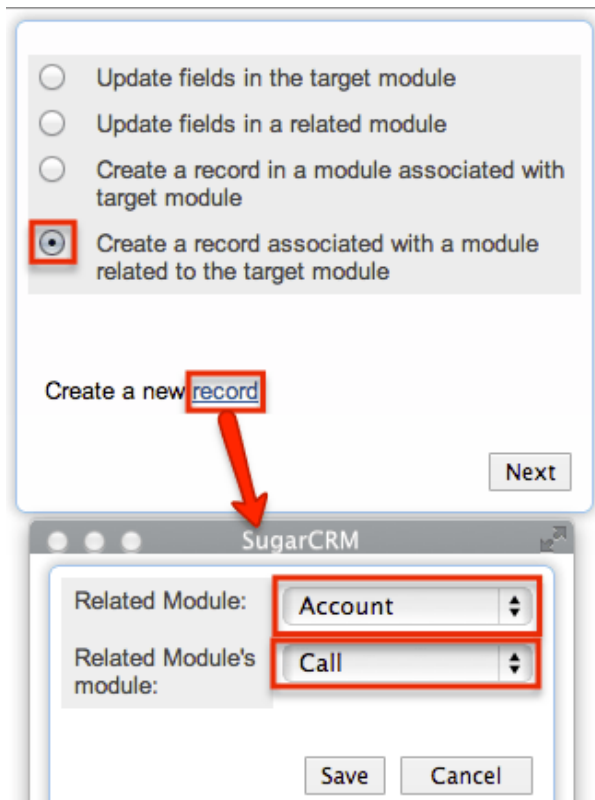 Update fields in the target module
Update fields in a related module
Create a record in a module associated with
target module
Create a record associated with a module
related to the target module
Create a new record
Next
SugarCRM
Related Module:
Account
Related Module's
module:
Call
Save
Cancel